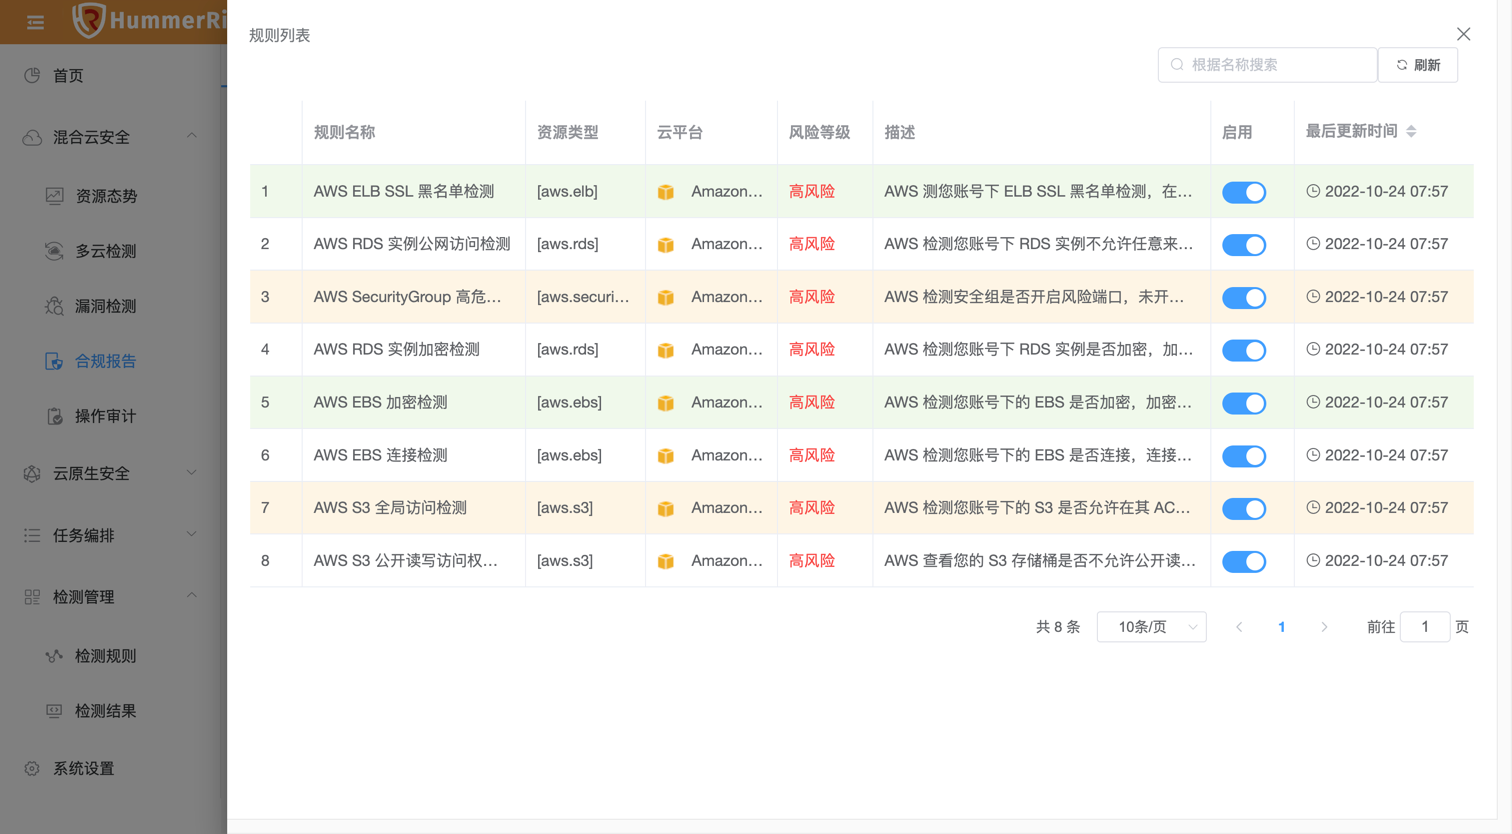 HummerRi
首页
混合云安全
资源态势
多云检测
漏洞检测
合规报告
操作审计
云原生安全
任务编排
检测管理
检测规则
检测结果
系统设置
规则列表
根据名称搜索 刷新
规则名称 资源类型 云平台 风险等级 描述 启用 最后更新时间
1 AWS ELB SSL 黑名单检测 [aws.elb] Amazon... 高风险 AWS 测您账号下 ELB SSL 黑名单检测，在... 2022-10-24 07:57
2 AWS RDS 实例公网访问检测 [aws.rds] Amazon... 高风险 AWS 检测您账号下 RDS 实例不允许任意来... 2022-10-24 07:57
3 AWS SecurityGroup 高危... [aws.securi... Amazon... 高风险 AWS 检测安全组是否开启风险端口，未开... 2022-10-24 07:57
4 AWS RDS 实例加密检测 [aws.rds] Amazon... 高风险 AWS 检测您账号下 RDS 实例是否加密，加... 2022-10-24 07:57
5 AWS EBS 加密检测 [aws.ebs] Amazon... 高风险 AWS 检测您账号下的 EBS 是否加密，加密... 2022-10-24 07:57
6 AWS EBS 连接检测 [aws.ebs] Amazon... 高风险 AWS 检测您账号下的 EBS 是否连接，连接... 2022-10-24 07:57
7 AWS S3 全局访问检测 [aws.s3] Amazon... 高风险 AWS 检测您账号下的 S3 是否允许在其 AC... 2022-10-24 07:57
8 AWS S3 公开读写访问权... [aws.s3] Amazon... 高风险 AWS 查看您的 S3 存储桶是否不允许公开读... 2022-10-24 07:57
共 8 条 10条/页 1 前往 1 页